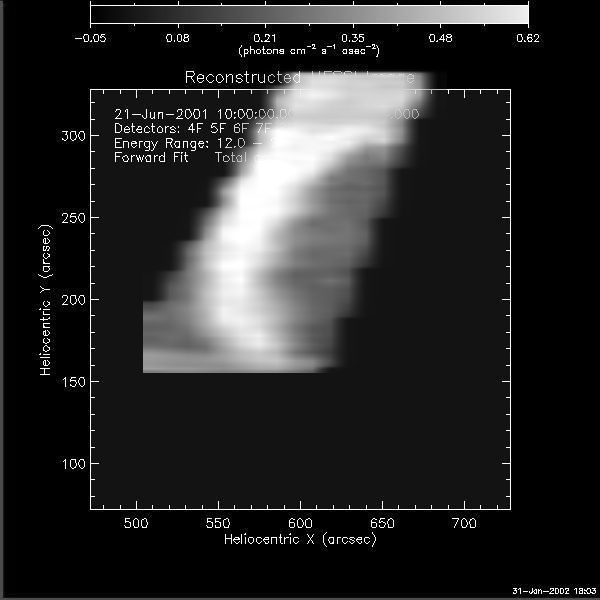 -0.05 0.08 0.21 0.35 0.48 0.62
(photons cm⁻² s⁻¹ asec⁻²)
Reconstructed
21-Jun-2001 10:00:00.00
Detectors: 4F 5F 6F 7F
Energy Range: 12.0 -
Forward Fit Total
300
250
200
150
100
Heliocentric Y (arcsec)
500 550 600 650 700
Heliocentric X (arcsec)
31-Jan-2002 18:03